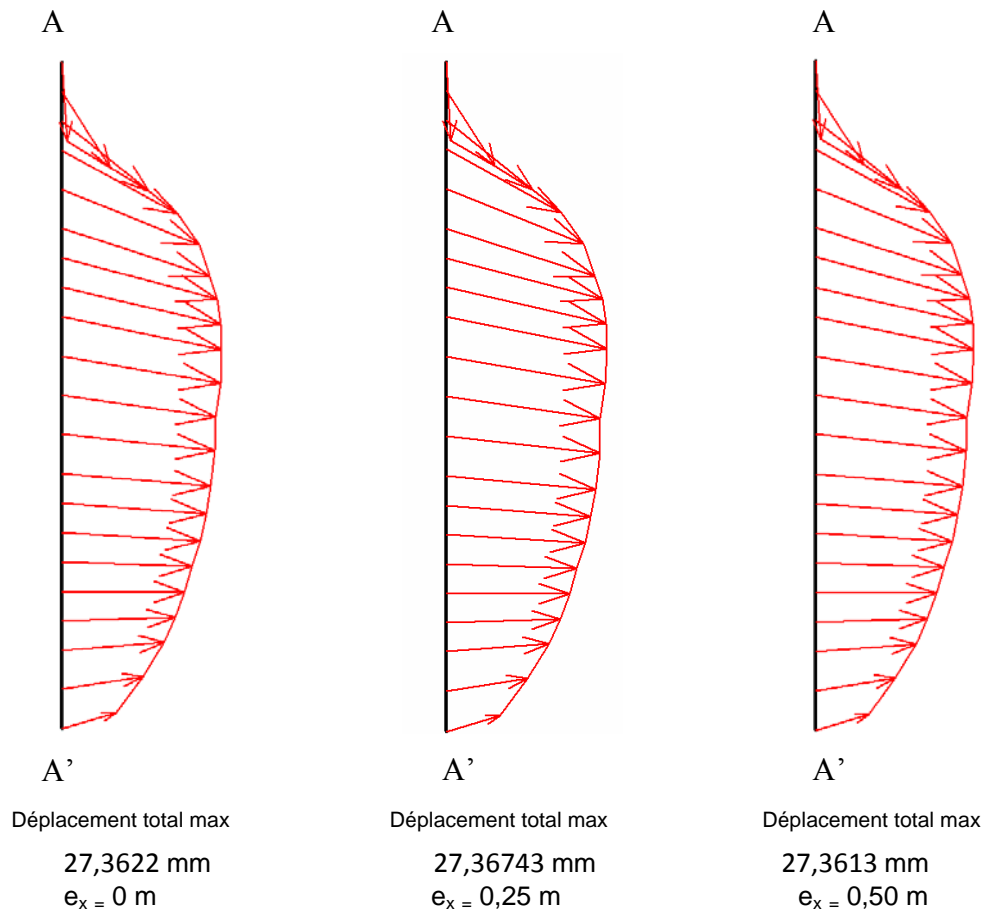 A
A
A
A’
A’
A’
Déplacement total max
27,3622 mm
eₓ = 0 m
Déplacement total max
27,36743 mm
eₓ = 0,25 m
Déplacement total max
27,3613 mm
eₓ = 0,50 m